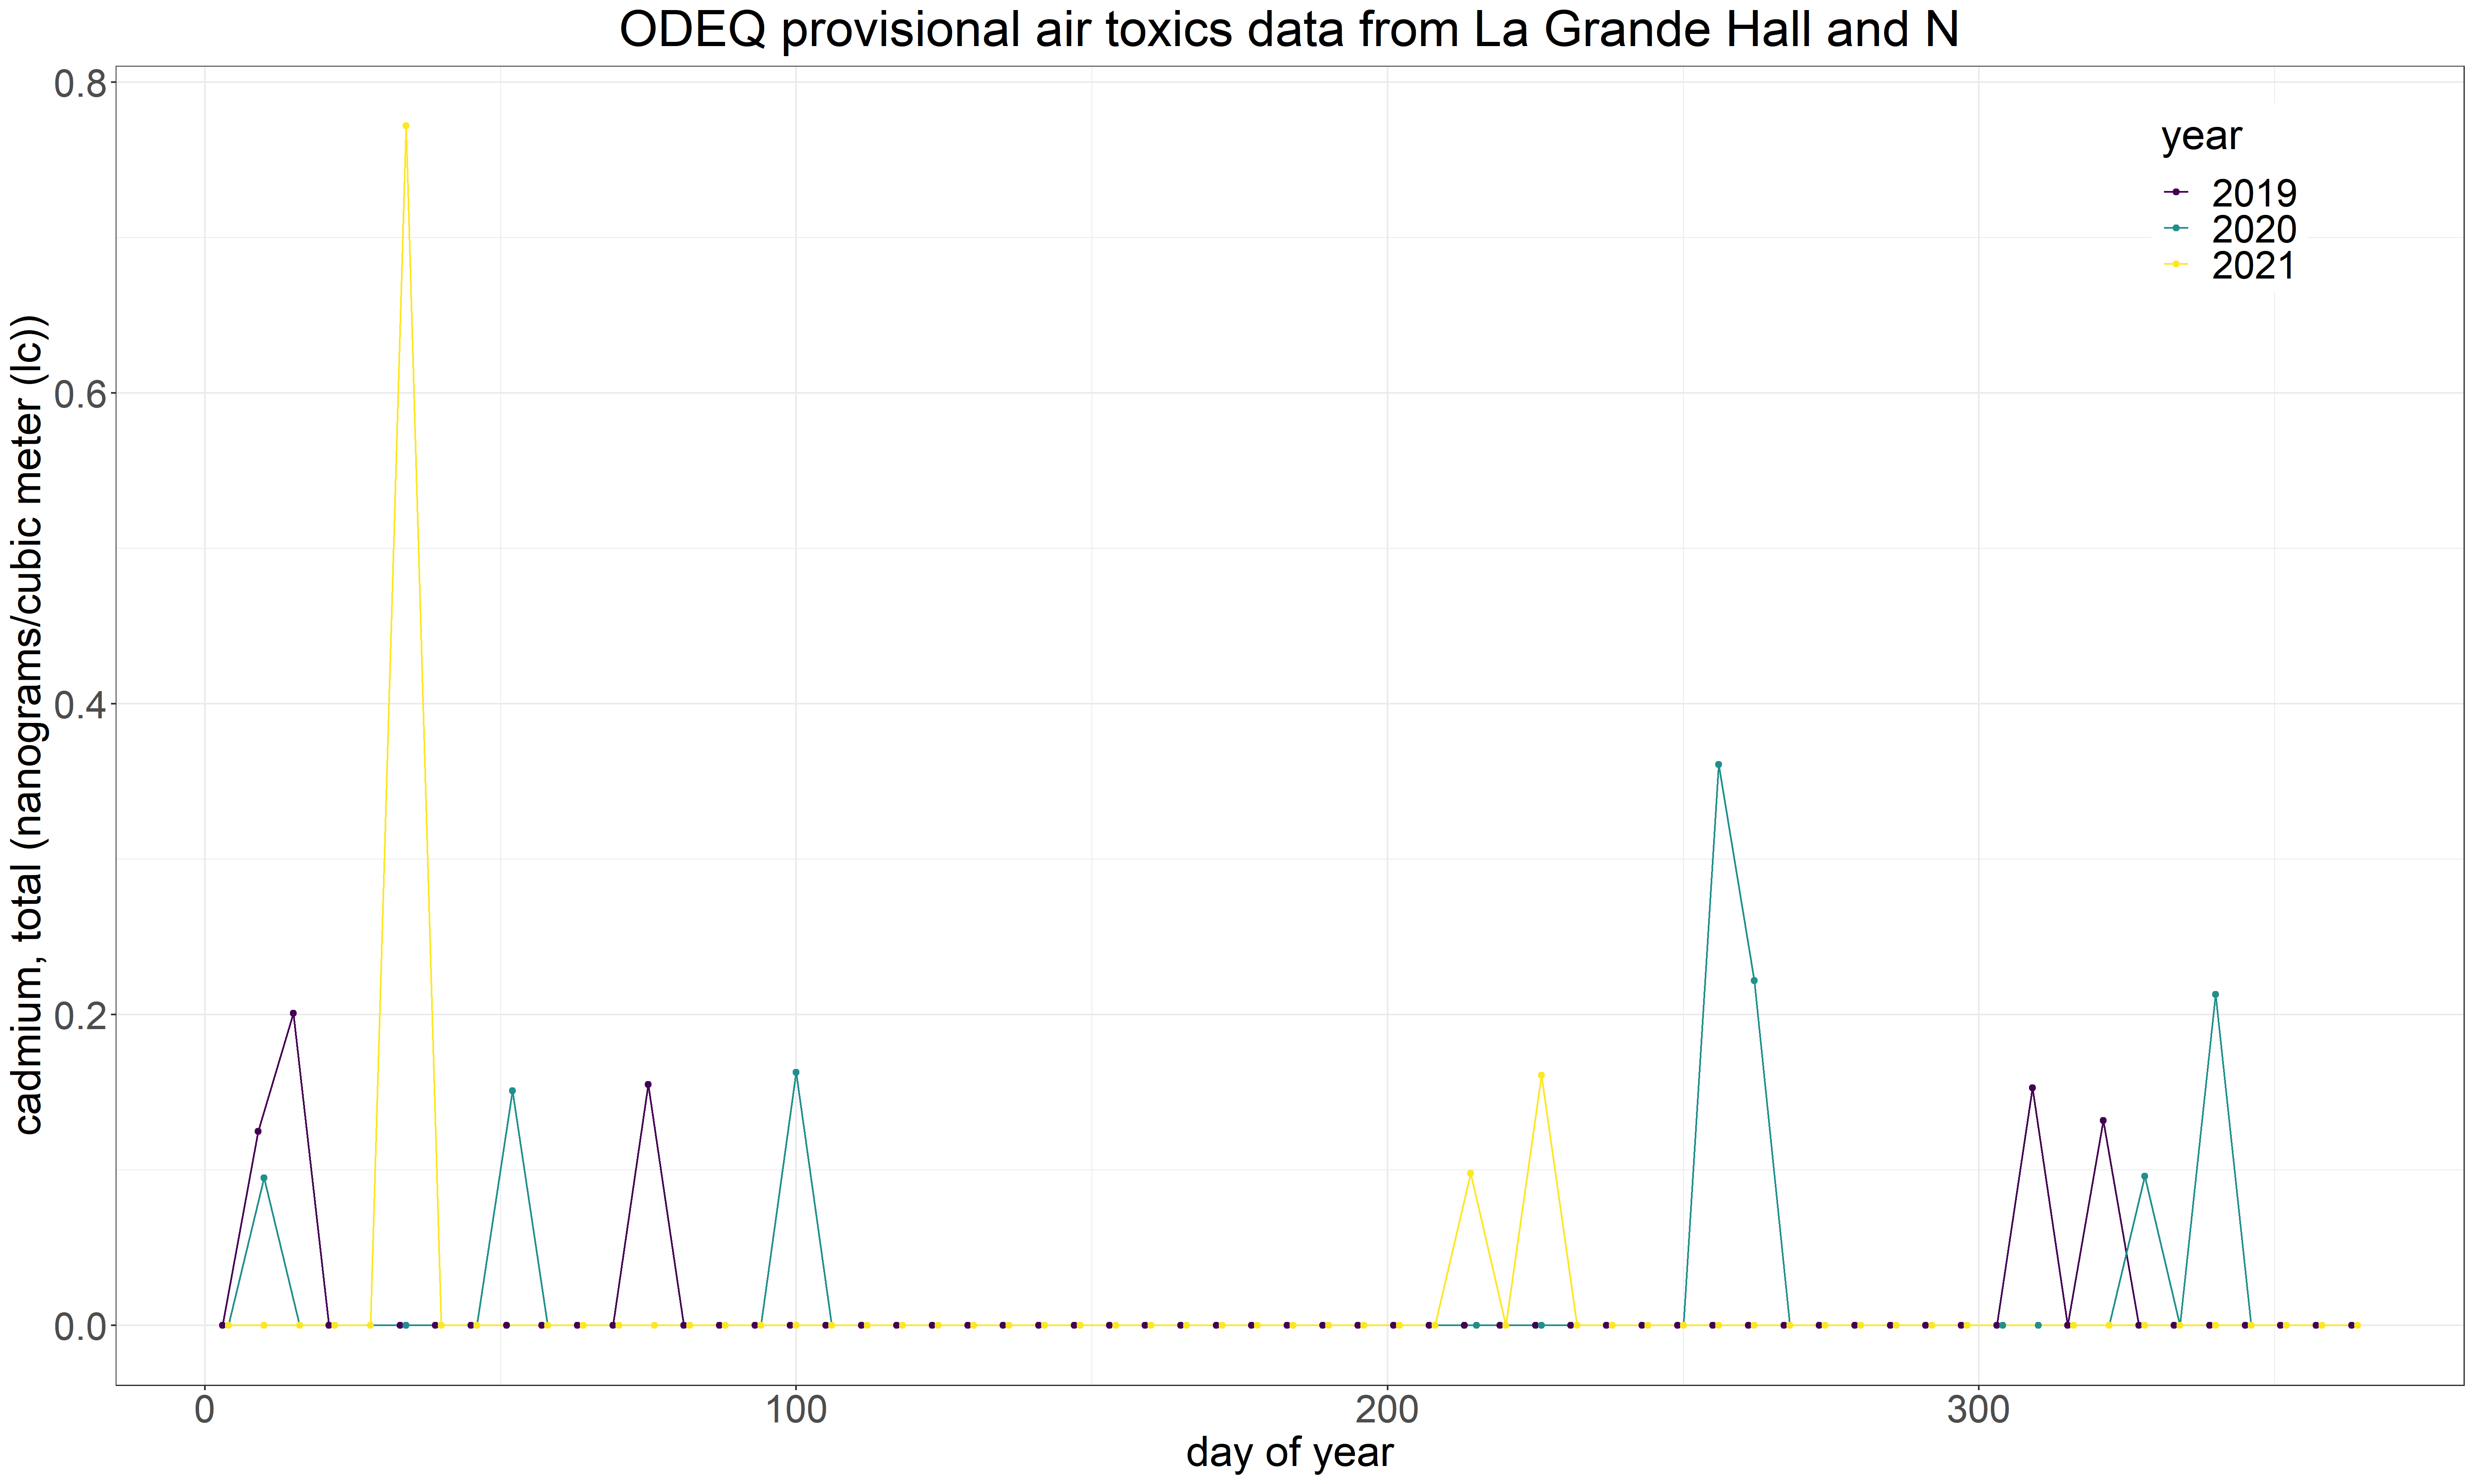 ODEQ provisional air toxics data from La Grande Hall and N
cadmium, total (nanograms/cubic meter (lc))
0.8
0.6
0.4
0.2
0.0
year
2019
2020
2021
0 100 200 300
day of year